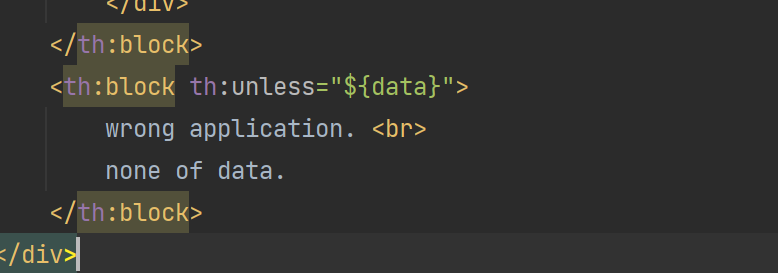 </div>
</th:block>
<th:block th:unless="${data}">
wrong application. <br>
none of data.
</th:block>
</div>